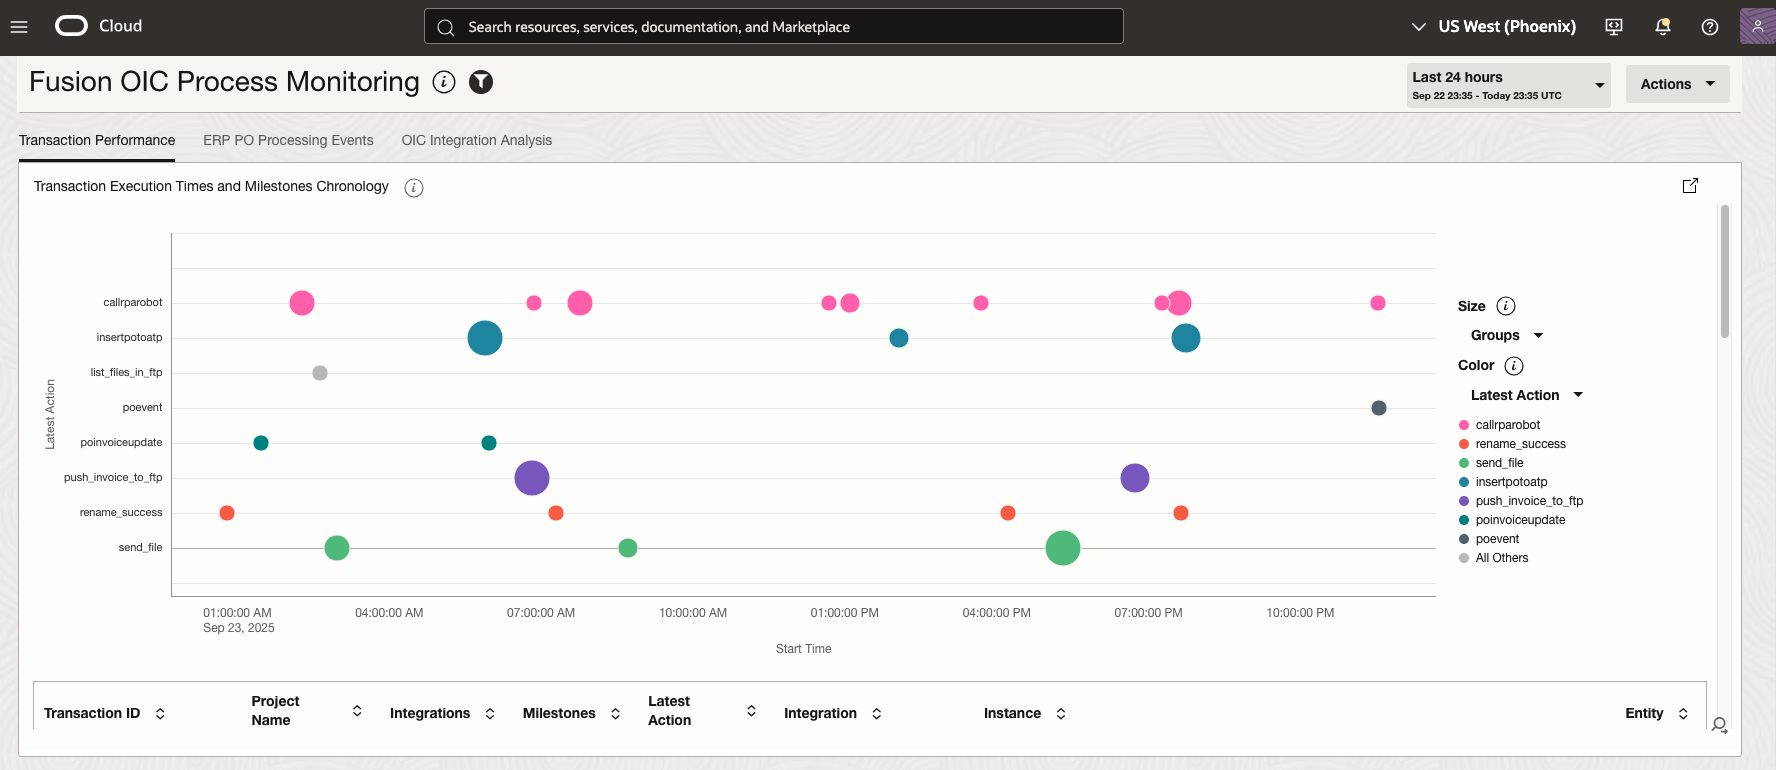 Cloud
Search resources, services, documentation, and Marketplace
US West (Phoenix)
Fusion OIC Process Monitoring
Last 24 hours
Sep 22 23:35 - Today 23:35 UTC
Actions
Transaction Performance
ERP PO Processing Events
OIC Integration Analysis
Transaction Execution Times and Milestones Chronology
Latest Action
callrparobot
insertpotoatp
list_files_in_ftp
poevent
poinvoiceupdate
push_invoice_to_ftp
rename_success
send_file
01:00:00 AM
Sep 23, 2025
04:00:00 AM
07:00:00 AM
10:00:00 AM
01:00:00 PM
04:00:00 PM
07:00:00 PM
10:00:00 PM
Start Time
Size
Groups
Color
Latest Action
callrparobot
rename_success
send_file
insertpotoatp
push_invoice_to_ftp
poinvoiceupdate
poevent
All Others
Transaction ID
Project
Name
Integrations
Milestones
Latest
Action
Integration
Instance
Entity